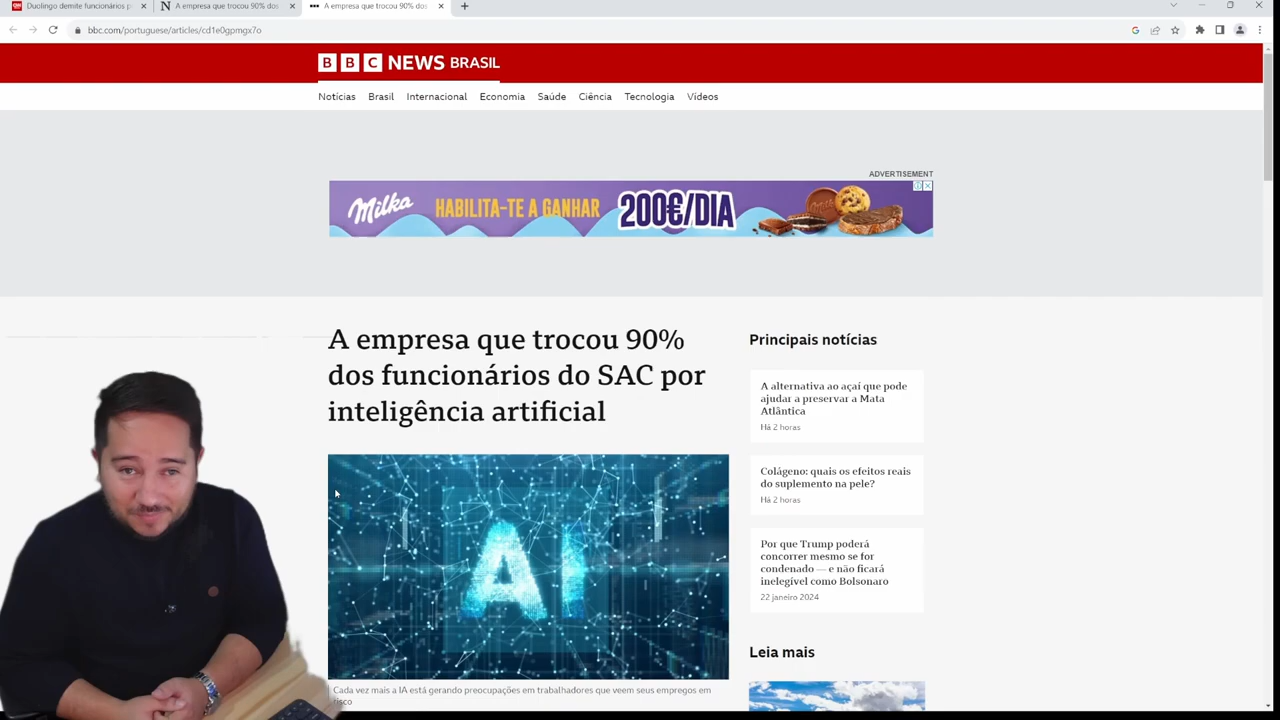 Duolingo demite funcionários p
A empresa que trocou 90% dos
A empresa que trocou 90% dos
bbc.com/portuguese/articles/cd1e0gpmgx7o
BBC NEWS BRASIL
Notícias Brasil Internacional Economia Saúde Ciência Tecnologia Vídeos
ADVERTISEMENT
Milka HABILITA-TE A GANHAR 200€/DIA
A empresa que trocou 90%
dos funcionários do SAC por
inteligência artificial
AI
Cada vez mais a IA está gerando preocupações em trabalhadores que veem seus empregos em
risco
Principais notícias
A alternativa ao açaí que pode
ajudar a preservar a Mata
Atlântica
Há 2 horas
Colágeno: quais os efeitos reais
do suplemento na pele?
Há 2 horas
Por que Trump poderá
concorrer mesmo se for
condenado — e não ficará
inelegível como Bolsonaro
22 janeiro 2024
Leia mais